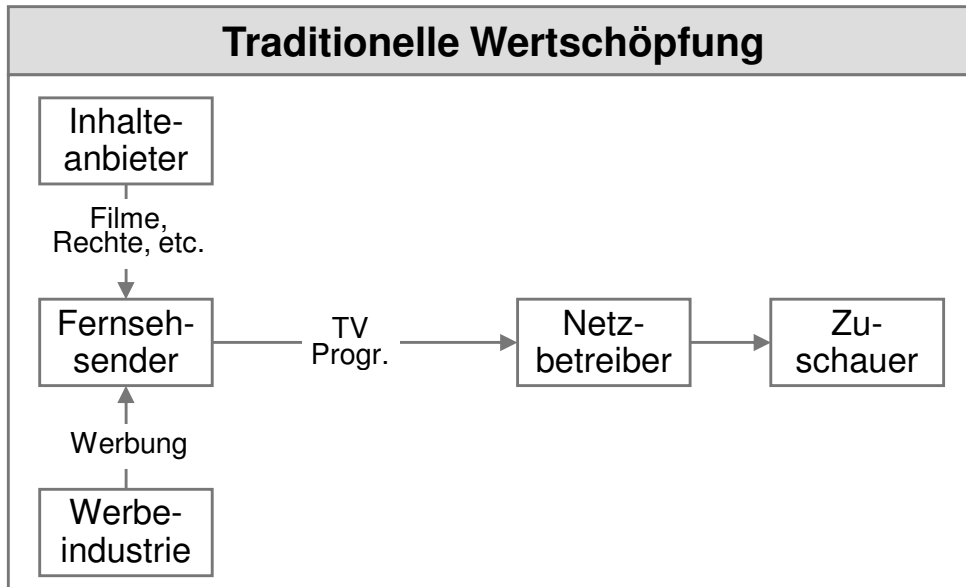 Traditionelle Wertschöpfung
Inhalte-
anbieter
Filme,
Rechte, etc.
Fernseh-
sender
TV
Progr.
Netz-
betreiber
Zu-
schauer
Werbung
Werbe-
industrie